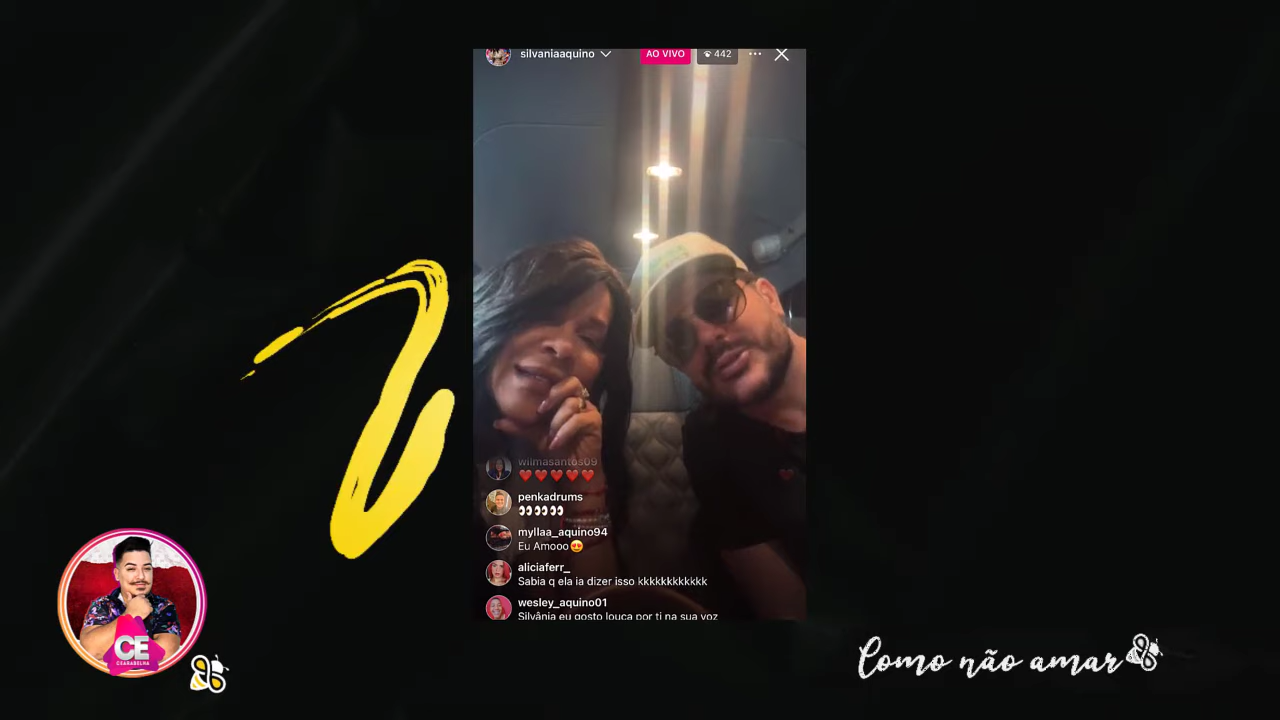 silvaniaaquino
AO VIVO
442
wilmasantos09
❤️❤️❤️❤️❤️
penkadrums
👀👀👀👀
myllaa_aquino94
Eu Amooo😍
aliciaferr_
Sabia q ela ia dizer isso kkkkkkkkkkkk
wesley_aquino01
Silvânia eu gosto louca por ti na sua voz
CE
CEARABELHA
Como não amar